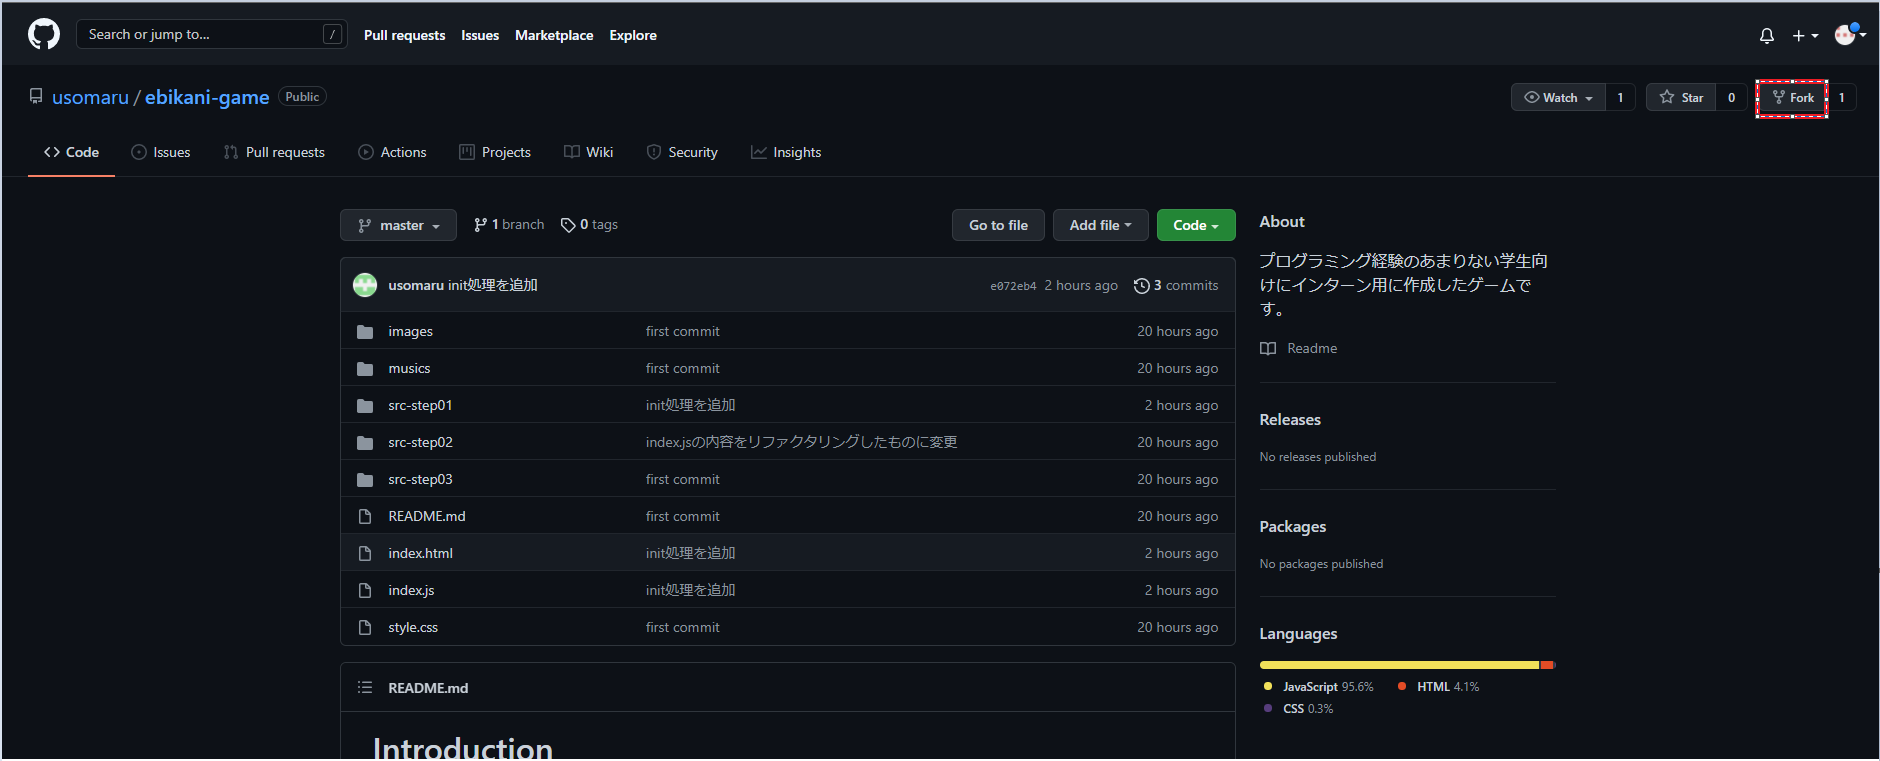 Search or jump to... /
Pull requests Issues Marketplace Explore
usomaru / ebikani-game Public
Watch 1 Star 0 Fork 1
Code Issues Pull requests Actions Projects Wiki Security Insights
master 1 branch 0 tags Go to file Add file Code
usomaru init処理を追加 e072eb4 2 hours ago 3 commits
images first commit 20 hours ago
musics first commit 20 hours ago
src-step01 init処理を追加 2 hours ago
src-step02 index.jsの内容をリファクタリングしたものに変更 20 hours ago
src-step03 first commit 20 hours ago
README.md first commit 20 hours ago
index.html init処理を追加 2 hours ago
index.js init処理を追加 2 hours ago
style.css first commit 20 hours ago
README.md
Introduction
About
プログラミング経験のあまりない学生向
けにインターン用に作成したゲームで
す。
Readme
Releases
No releases published
Packages
No packages published
Languages
JavaScript 95.6% HTML 4.1%
CSS 0.3%